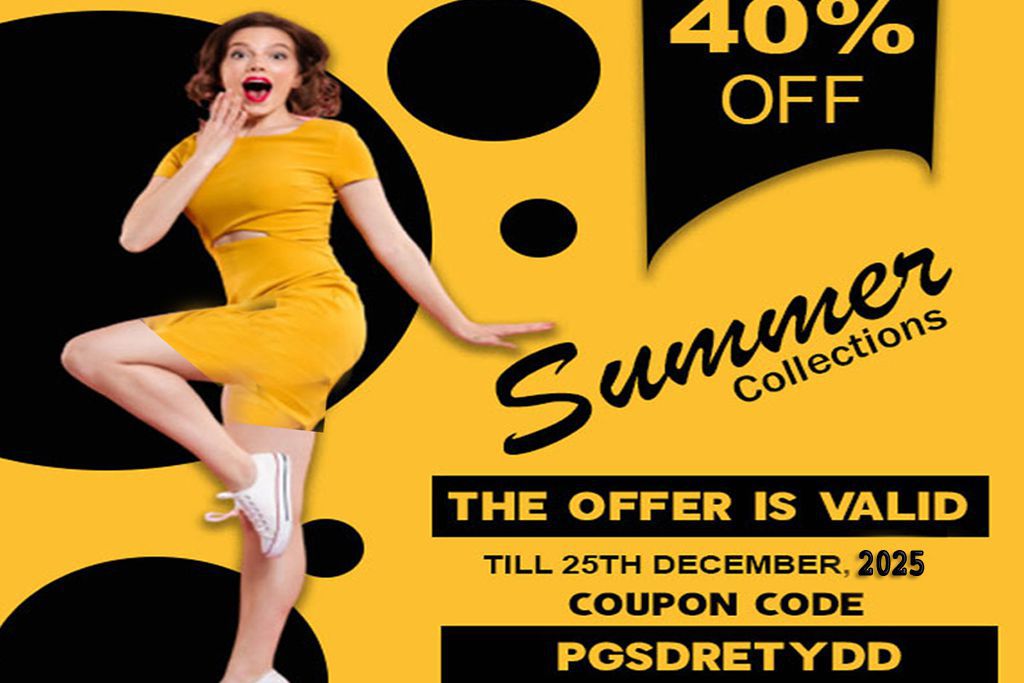 40%
OFF
Summer
Collections
THE OFFER IS VALID
TILL 25TH DECEMBER, 2025
COUPON CODE
PGSDRETYDD